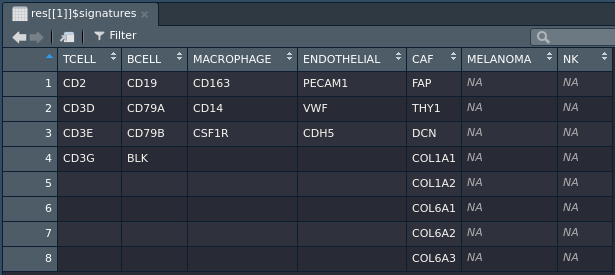 res[[1]]$signatures
Filter
TCELL BCELL MACROPHAGE ENDOTHELIAL CAF MELANOMA NK
1 CD2 CD19 CD163 PECAM1 FAP NA NA
2 CD3D CD79A CD14 VWF THY1 NA NA
3 CD3E CD79B CSF1R CDH5 DCN NA NA
4 CD3G BLK COL1A1 NA NA
5 COL1A2 NA NA
6 COL6A1 NA NA
7 COL6A2 NA NA
8 COL6A3 NA NA